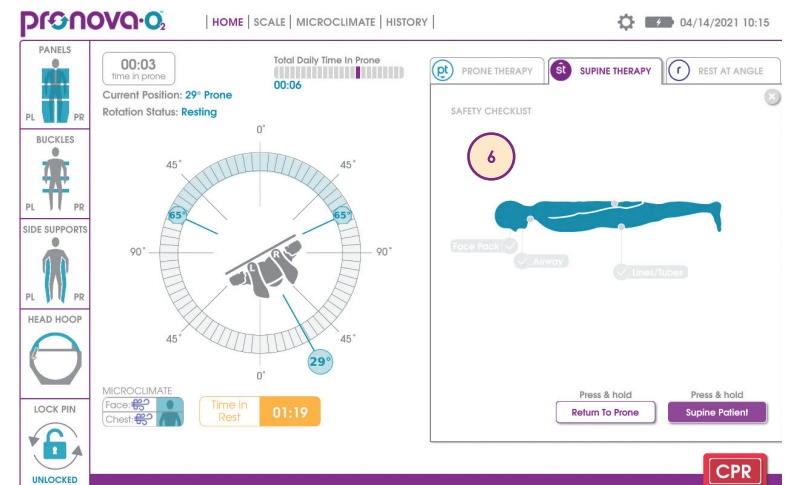 pronova·O2
HOME | SCALE | MICROCLIMATE | HISTORY |
04/14/2021 10:15
PANELS
PL PR
BUCKLES
PL PR
SIDE SUPPORTS
PL PR
HEAD HOOP
LOCK PIN
UNLOCKED
00:03
time in prone
Total Daily Time In Prone
00:06
Current Position: 29° Prone
Rotation Status: Resting
0°
45° 45°
65° 65°
90° 90°
L R
45° 45°
29°
0°
MICROCLIMATE
Face:
Chest:
Time in
Rest
01:19
pt PRONE THERAPY
st SUPINE THERAPY
r REST AT ANGLE
SAFETY CHECKLIST
6
Face Pack
Airway
Lines/Tubes
Press & hold
Return To Prone
Press & hold
Supine Patient
CPR